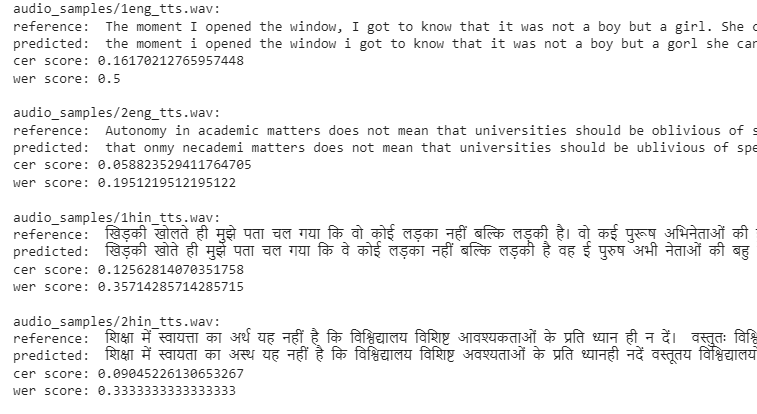 audio_samples/1eng_tts.wav:
reference:  The moment I opened the window, I got to know that it was not a boy but a girl. She
predicted:  the moment i opened the window i got to know that it was not a boy but a gorl she can
cer score: 0.16170212765957448
wer score: 0.5
audio_samples/2eng_tts.wav:
reference:  Autonomy in academic matters does not mean that universities should be oblivious of
predicted:  that onmy necademi matters does not mean that universities should be ublivious of spe
cer score: 0.058823529411764705
wer score: 0.1951219512195122
audio_samples/1hin_tts.wav:
reference:  खिड़की खोलते ही मुझे पता चल गया कि वो कोई लड़का नहीं बल्कि लड़की है। वो कई पुरूष अभिनेताओं की
predicted:  खिड़की खोते ही मुझे पता चल गया कि वे कोई लड़का नहीं बल्कि लड़की है वह ई पुरुष अभी नेताओं की बहु
cer score: 0.12562814070351758
wer score: 0.35714285714285715
audio_samples/2hin_tts.wav:
reference:  शिक्षा में स्वायत्ता का अर्थ यह नहीं है कि विश्विद्यालय विशिष्ट आवश्यकताओं के प्रति ध्यान ही न दें।  वस्तुतः विश्वि
predicted:  शिक्षा में स्वायता का अस्थ यह नहीं है कि विश्विद्यालय विशिष्ट अवश्यताओं के प्रति ध्यानही नदें वस्तूतय विश्विद्यालय
cer score: 0.09045226130653267
wer score: 0.3333333333333333